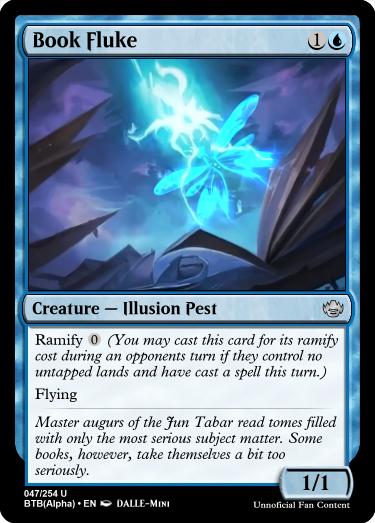 Book Fluke 1
Creature — Illusion Pest
Ramify 0 (You may cast this card for its ramify
cost during an opponents turn if they control no
untapped lands and have cast a spell this turn.)
Flying
Master augurs of the Jun Tabar read tomes filled
with only the most serious subject matter. Some
books, however, take themselves a bit too
seriously.
1/1
047/254 U
BTB(Alpha) • EN DALLE-Mini
Unnoficial Fan Content